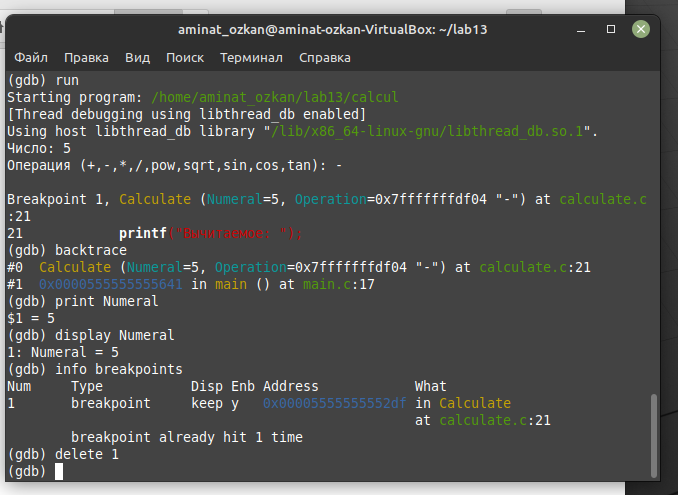 aminat_ozkan@aminat-ozkan-VirtualBox: ~/lab13
Файл Правка Вид Поиск Терминал Справка
(gdb) run
Starting program: /home/aminat_ozkan/lab13/calcul
[Thread debugging using libthread_db enabled]
Using host libthread_db library "/lib/x86_64-linux-gnu/libthread_db.so.1".
Число: 5
Операция (+,-,*,/,pow,sqrt,sin,cos,tan): -
Breakpoint 1, Calculate (Numeral=5, Operation=0x7fffffffdf04 "-") at calculate.c
:21
21 printf("Вычитаемое: ");
(gdb) backtrace
#0 Calculate (Numeral=5, Operation=0x7fffffffdf04 "-") at calculate.c:21
#1 0x0000555555555641 in main () at main.c:17
(gdb) print Numeral
$1 = 5
(gdb) display Numeral
1: Numeral = 5
(gdb) info breakpoints
Num Type Disp Enb Address What
1 breakpoint keep y 0x00005555555552df in Calculate
at calculate.c:21
breakpoint already hit 1 time
(gdb) delete 1
(gdb)